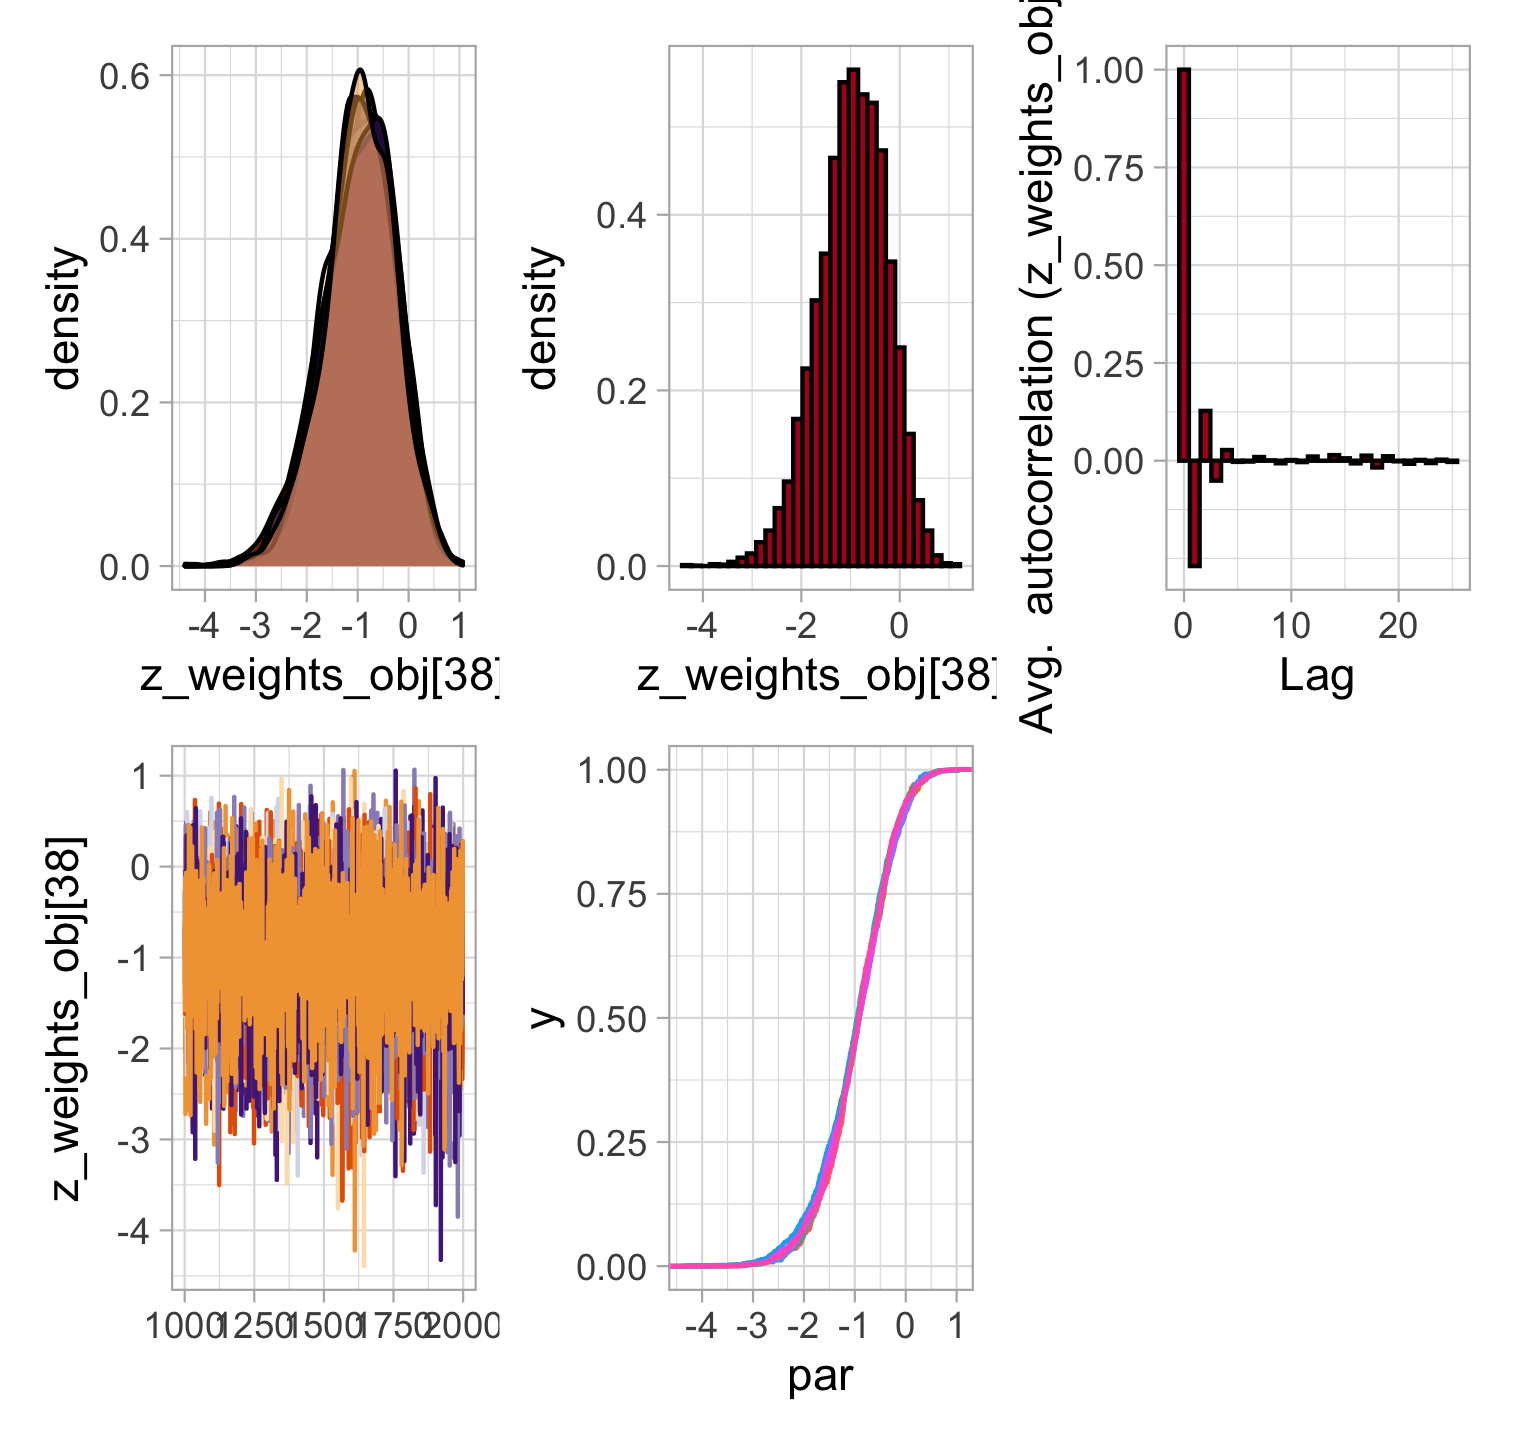 0.6
0.4
0.2
0.0
density
-4 -3 -2 -1 0 1
z_weights_obj[38]
0.4
0.2
0.0
density
-4 -2 0
z_weights_obj[38]
1.00
0.75
0.50
0.25
0.00
Avg. autocorrelation (z_weights_obj
0 10 20
Lag
1
0
-1
-2
-3
-4
z_weights_obj[38]
1000 1250 1500 1750 2000
1.00
0.75
0.50
0.25
0.00
y
-4 -3 -2 -1 0 1
par